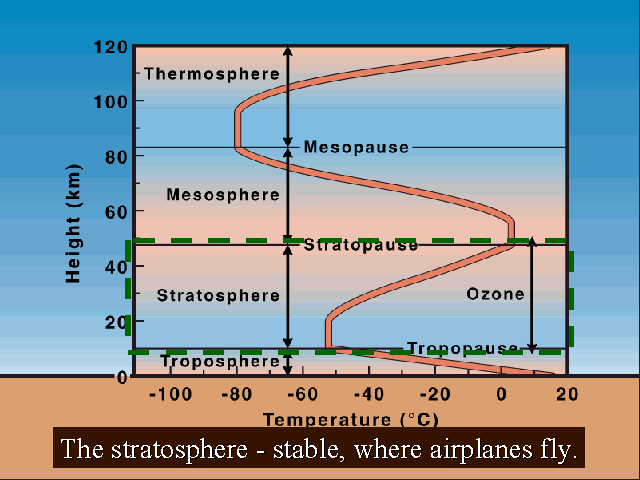 120
Thermosphere
100
Mesopause
80
Mesosphere
60
Height (km)
Stratopause
40
Stratosphere
Ozone
20
Tropopause
Troposphere
0
-100 -80 -60 -40 -20 0 20
Temperature (°C)
The stratosphere - stable, where airplanes fly.